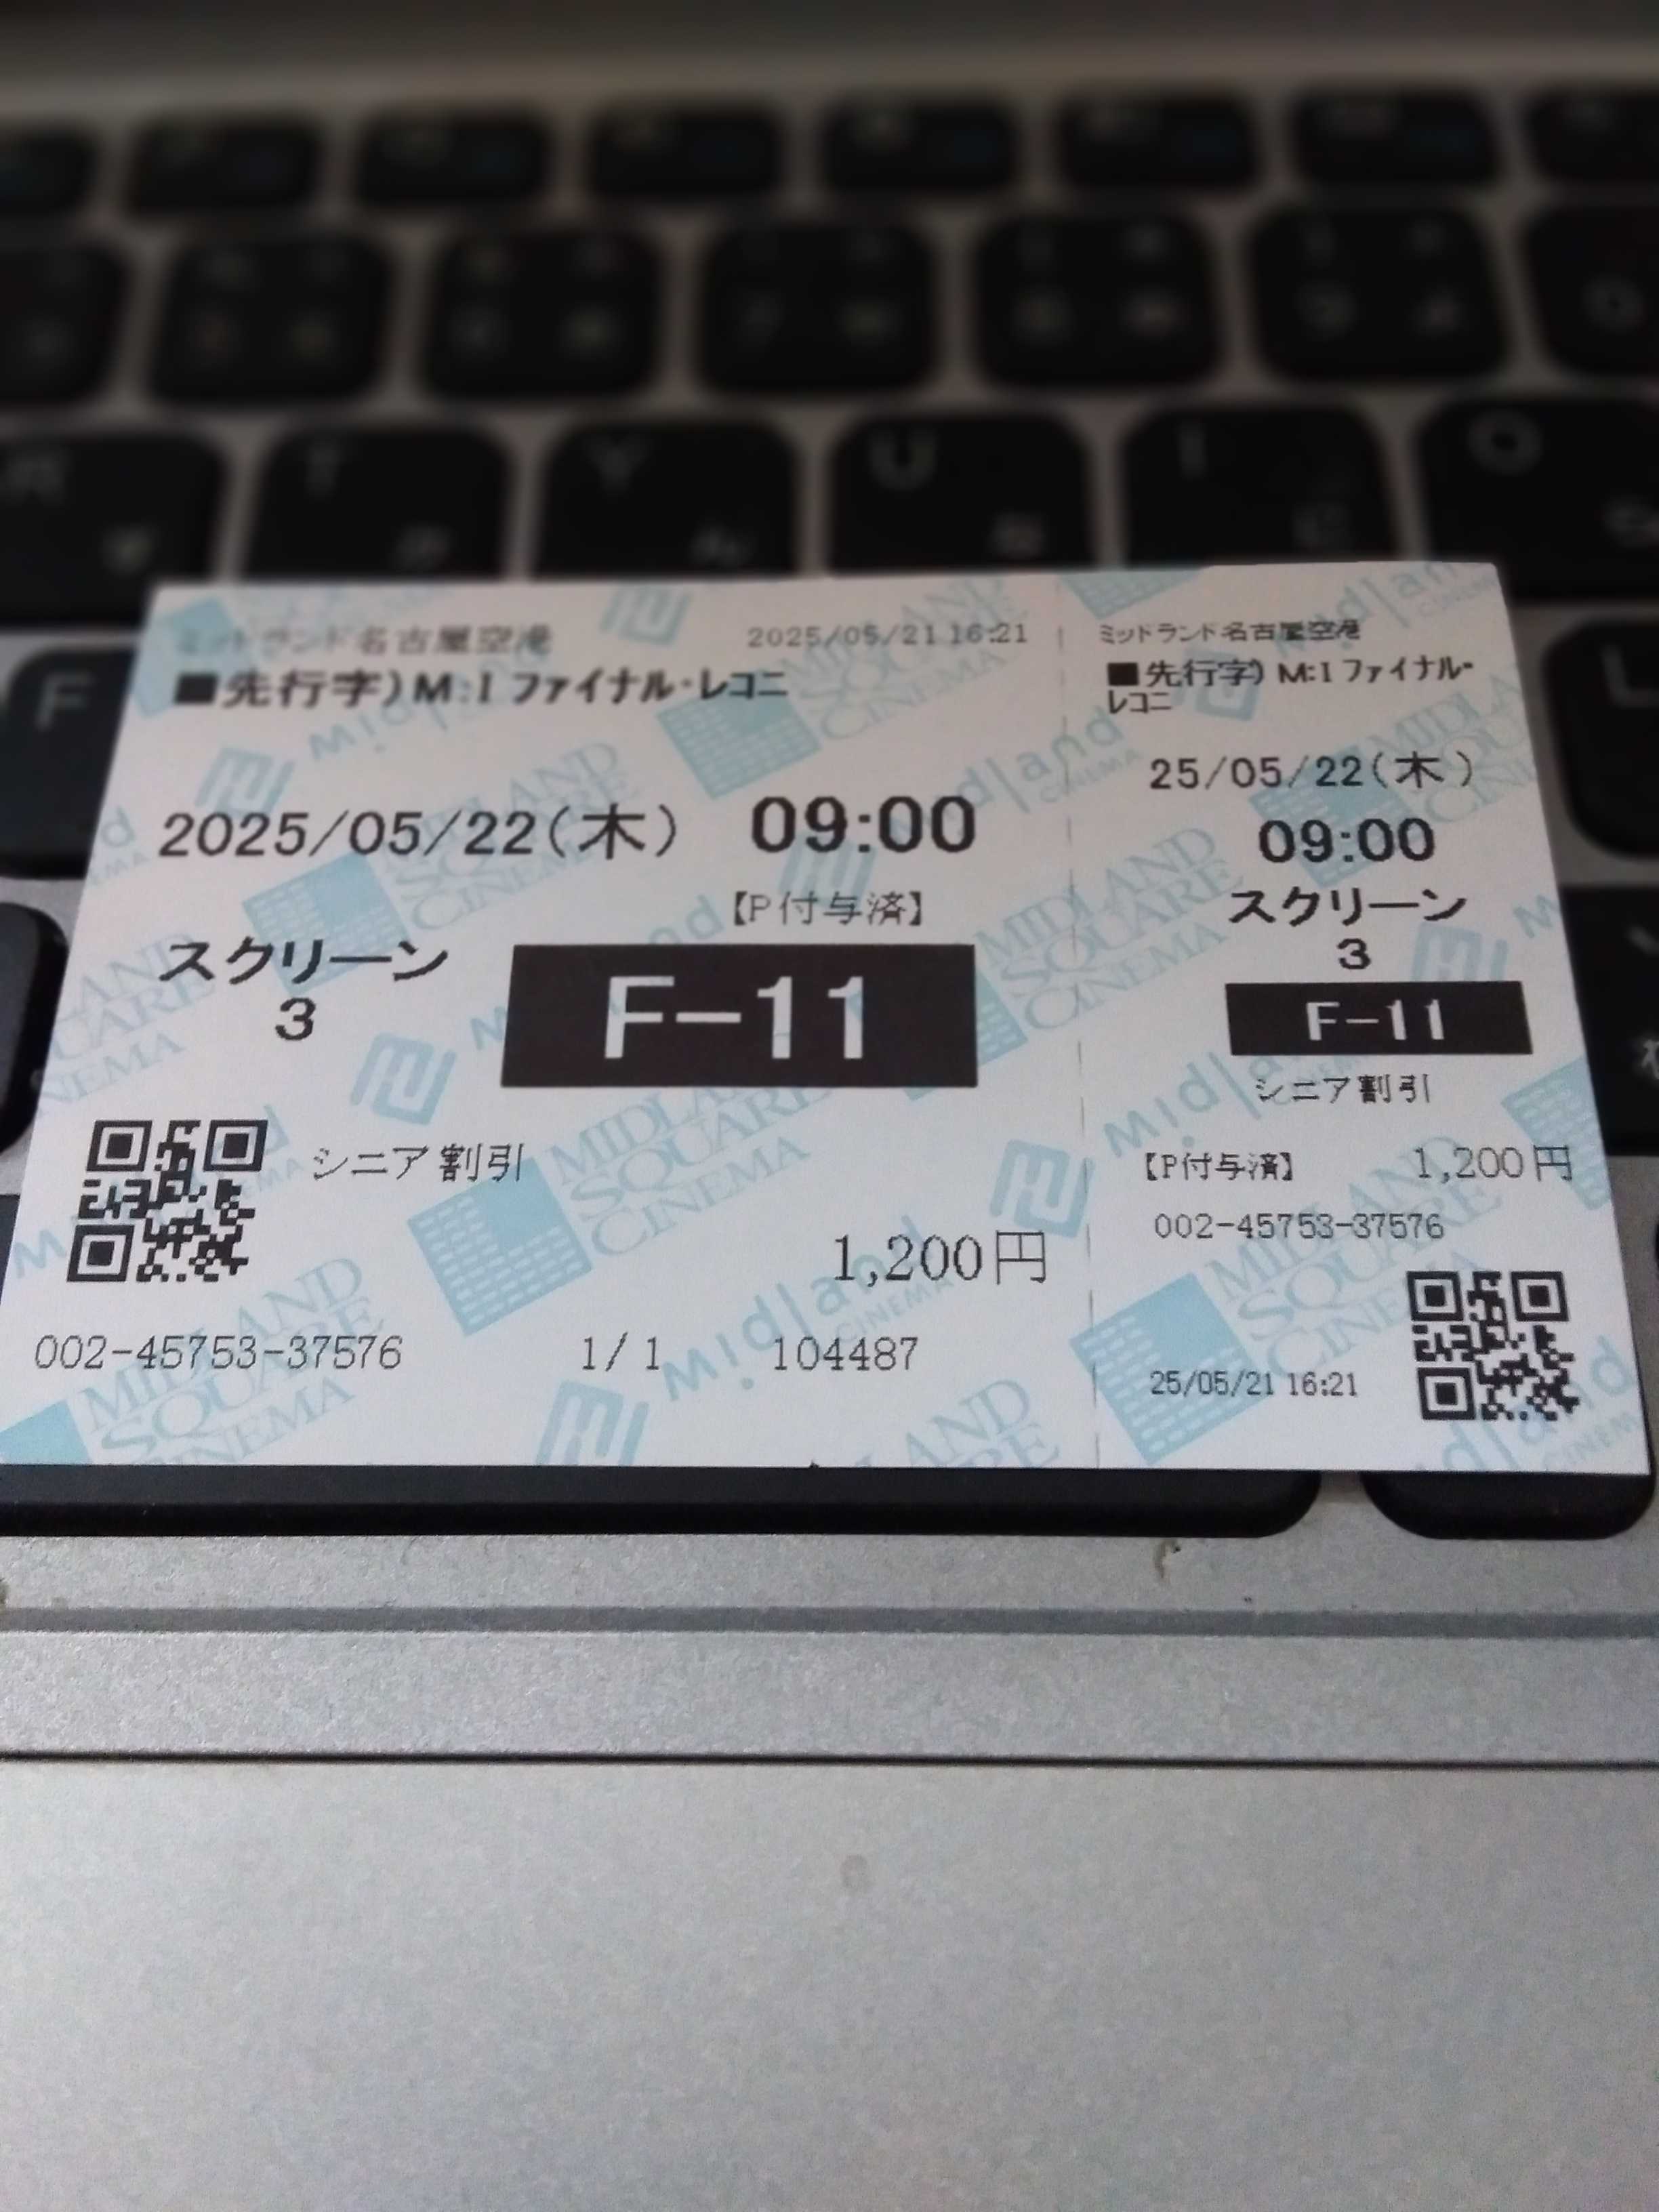 ミッドランド名古屋空港 2025/05/21 16:21
■先行字)M:I ファイナル・レコニ
2025/05/22(木) 09:00
【P付与済】
スクリーン
3
F-11
シニア割引
1,200円
002-45753-37576 1/1 104487
ミッドランド名古屋空港
■先行字) M:I ファイナル・
レコニ
25/05/22(木)
09:00
スクリーン
3
F-11
シニア割引
【P付与済】 1,200円
002-45753-37576
25/05/21 16:21
MIDLAND
SQUARE
CINEMA
midland
CINEMA
T
Y
U
I
O
F
L